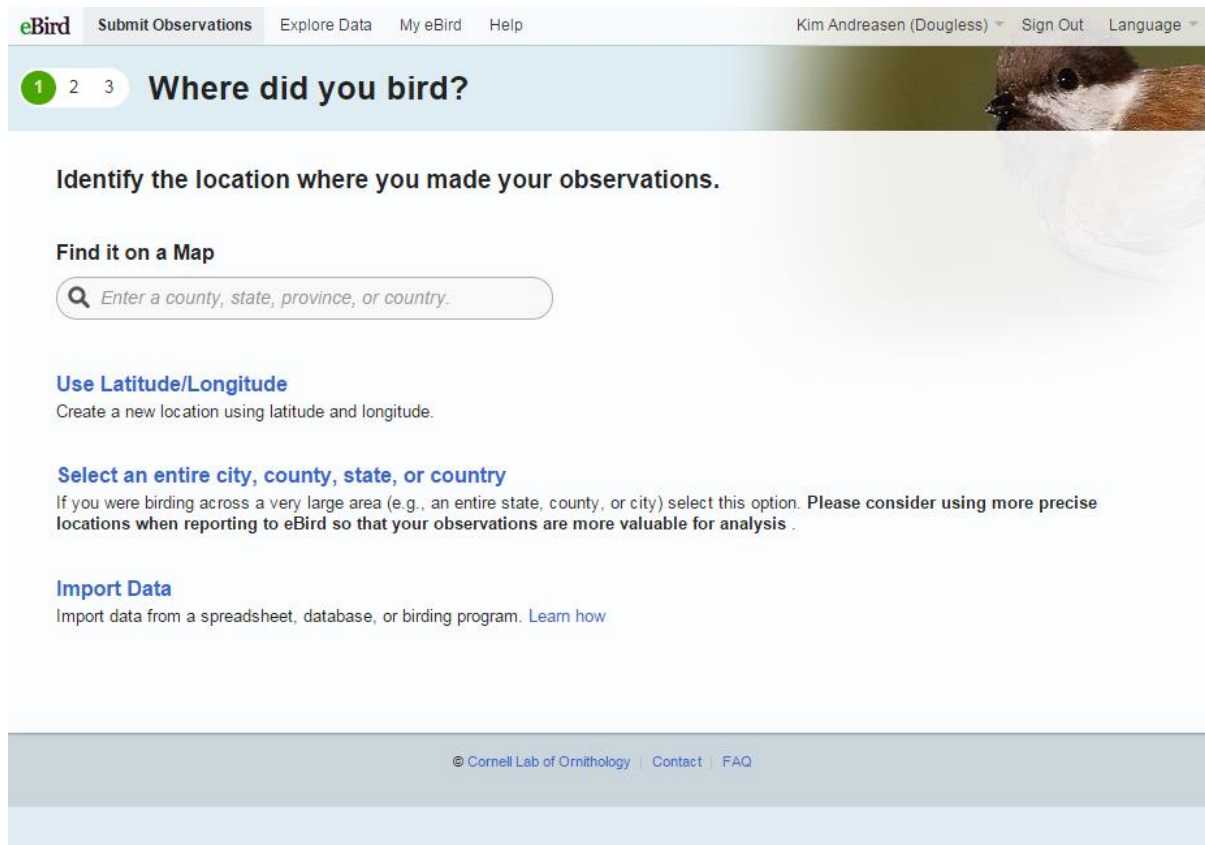 eBird Submit Observations Explore Data My eBird Help Kim Andreasen (Dougless) Sign Out Language
1 2 3 Where did you bird?
Identify the location where you made your observations.
Find it on a Map
Enter a county, state, province, or country.
Use Latitude/Longitude
Create a new location using latitude and longitude.
Select an entire city, county, state, or country
If you were birding across a very large area (e.g., an entire state, county, or city) select this option. Please consider using more precise
locations when reporting to eBird so that your observations are more valuable for analysis .
Import Data
Import data from a spreadsheet, database, or birding program. Learn how
© Cornell Lab of Ornithology | Contact | FAQ